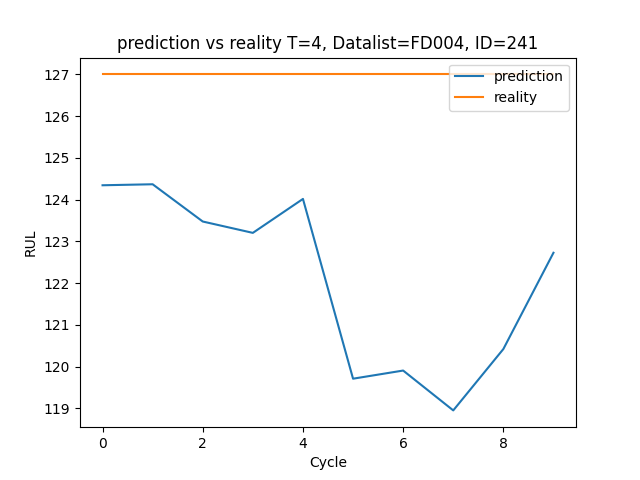 prediction vs reality T=4, Datalist=FD004, ID=241
127
126
125
124
123
122
121
120
119
RUL
0 2 4 6 8
Cycle
prediction
reality